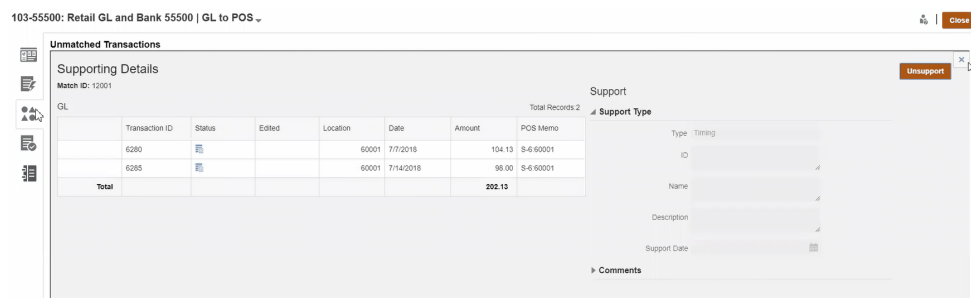 103-55500: Retail GL and Bank 55500 | GL to POS
Close
Unmatched Transactions
Supporting Details
Unsupport
Match ID: 12001
Support
GL
Total Records:2
Support Type
Transaction ID Status Edited Location Date Amount POS Memo
Type Timing
6280 60001 7/7/2018 104.13 S-6:60001
ID
6285 60001 7/14/2018 98.00 S-6:60001
Total 202.13
Name
Description
Support Date
Comments